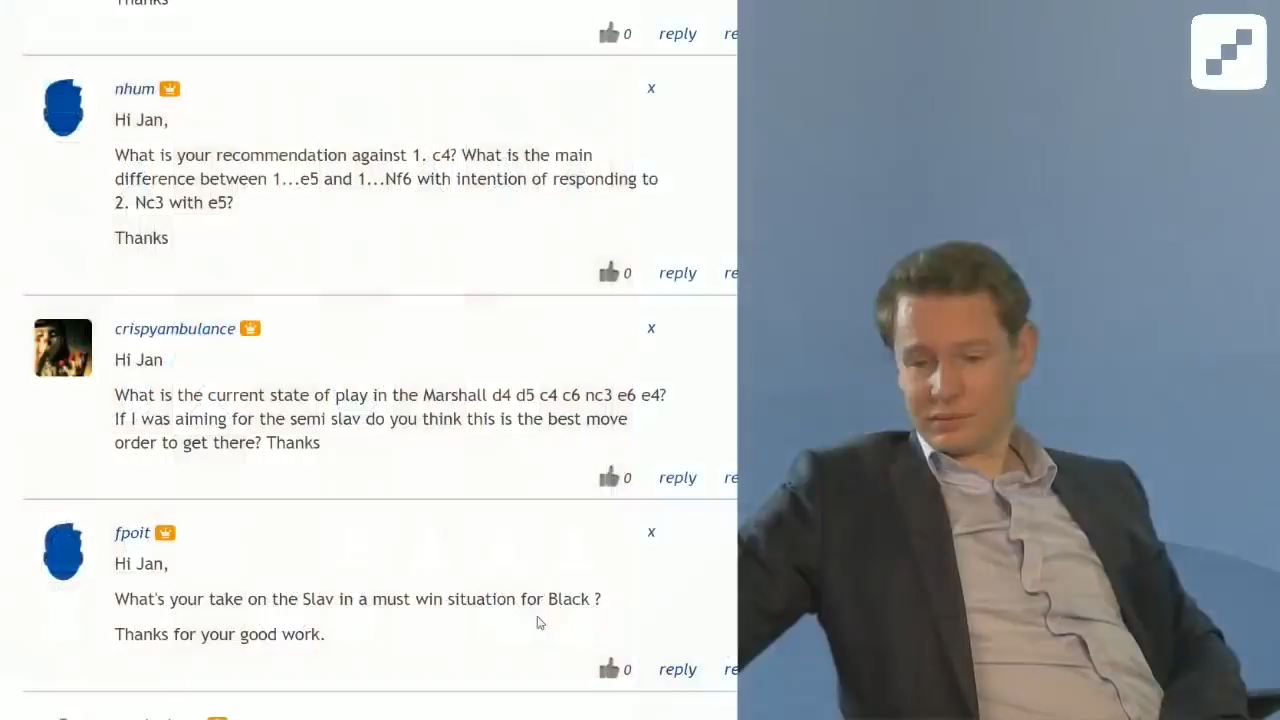 Thanks
0 reply re
nhum
x
Hi Jan,
What is your recommendation against 1. c4? What is the main
difference between 1...e5 and 1...Nf6 with intention of responding to
2. Nc3 with e5?
Thanks
0 reply re
crispyambulance
x
Hi Jan
What is the current state of play in the Marshall d4 d5 c4 c6 nc3 e6 e4?
If I was aiming for the semi slav do you think this is the best move
order to get there? Thanks
0 reply re
fpoit
x
Hi Jan,
What's your take on the Slav in a must win situation for Black ?
Thanks for your good work.
0 reply re